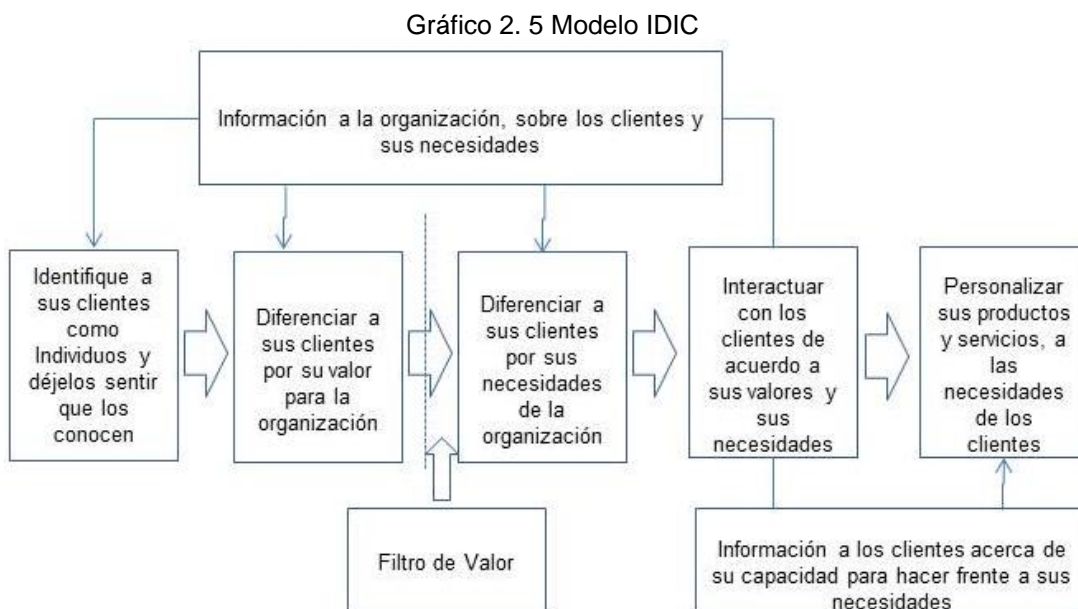 Gráfico 2. 5 Modelo IDIC
Información a la organización, sobre los clientes y
sus necesidades
Identifique a
sus clientes
como
Individuos y
déjelos sentir
que los
conocen
Diferenciar a
sus clientes
por su valor
para la
organización
Diferenciar a
sus clientes
por sus
necesidades
de la
organización
Interactuar
con los
clientes de
acuerdo a
sus valores y
sus
necesidades
Personalizar
sus productos
y servicios, a
las
necesidades
de los
clientes
Filtro de Valor
Información a los clientes acerca de
su capacidad para hacer frente a sus
necesidades